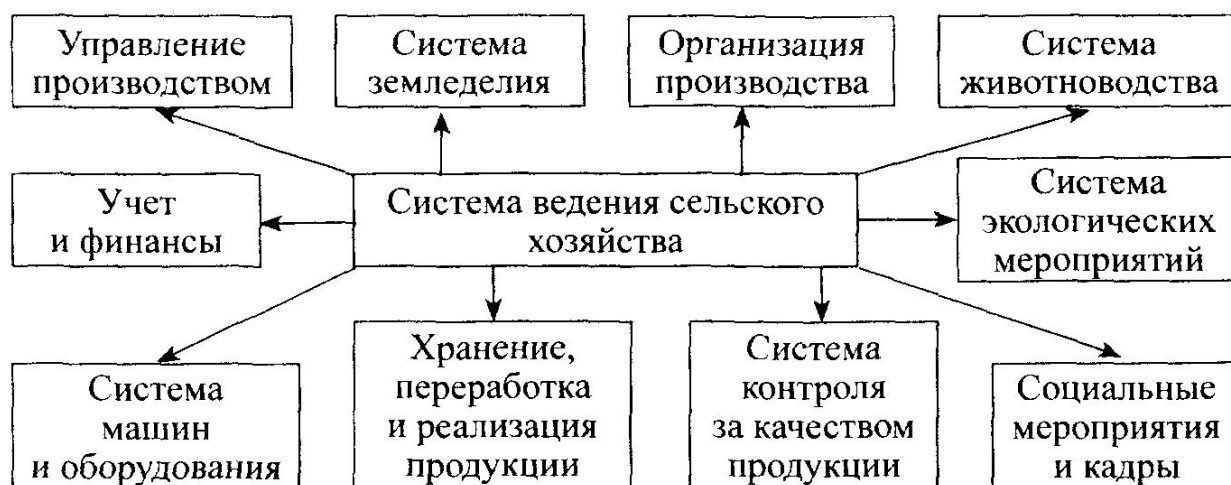 Управление
производством
Система
земледелия
Организация
производства
Система
животноводства
Учет
и финансы
Система ведения сельского
хозяйства
Система
экологических
мероприятий
Система
машин
и оборудования
Хранение,
переработка
и реализация
продукции
Система
контроля
за качеством
продукции
Социальные
мероприятия
и кадры